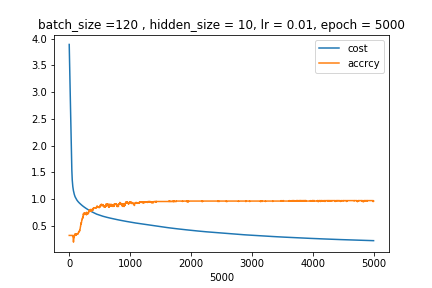 batch_size =120 , hidden_size = 10, lr = 0.01, epoch = 5000
4.0
3.5
3.0
2.5
2.0
1.5
1.0
0.5
cost
accrcy
0 1000 2000 3000 4000 5000
5000